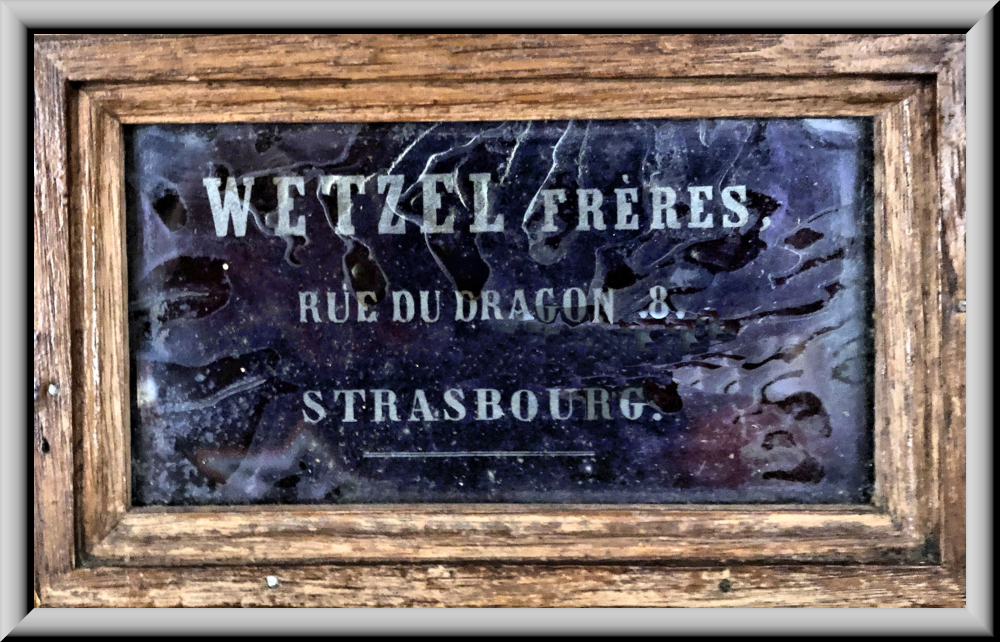 WETZEL FRÈRES,
RUE DU DRAGON .8.
STRASBOURG.